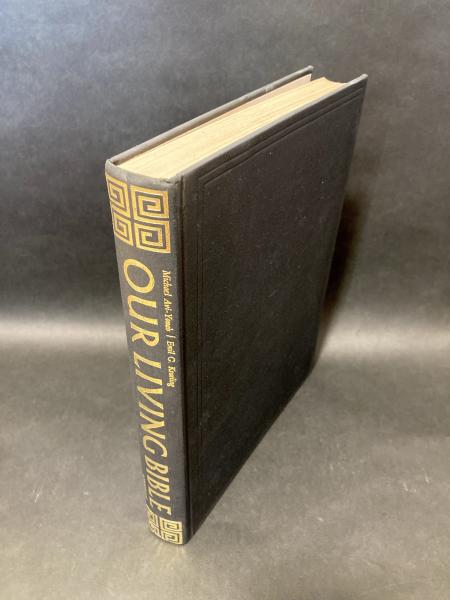 OUR LIVING BIBLE
Michael Avi-Yonah | Emil G. Kraeling